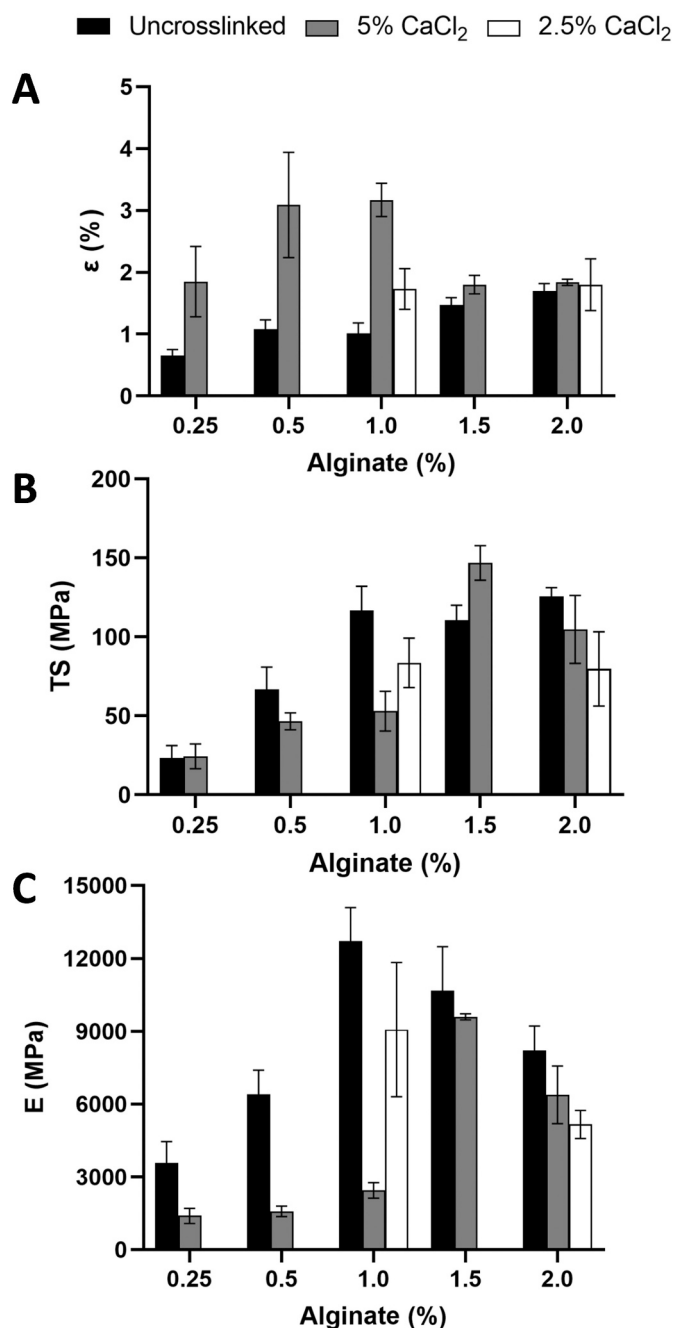 Uncrosslinked 5% CaCl₂ 2.5% CaCl₂
A
5
4
3
2
1
0
ε (%)
0.25 0.5 1.0 1.5 2.0
Alginate (%)
B
200
150
100
50
0
TS (MPa)
0.25 0.5 1.0 1.5 2.0
Alginate (%)
C
15000
12000
9000
6000
3000
0
E (MPa)
0.25 0.5 1.0 1.5 2.0
Alginate (%)